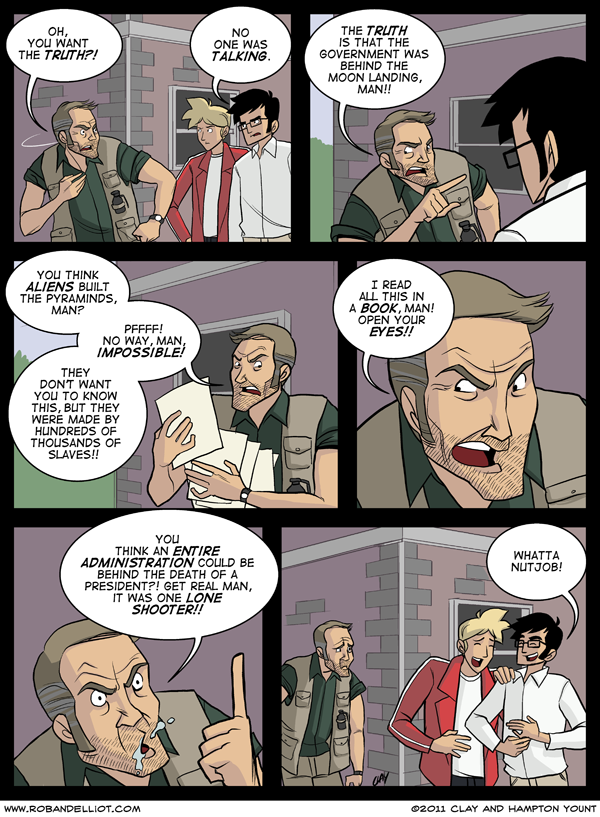 OH,
YOU WANT
THE TRUTH?!
NO
ONE WAS
TALKING.
THE TRUTH
IS THAT THE
GOVERNMENT WAS
BEHIND THE
MOON LANDING,
MAN!!
YOU THINK
ALIENS BUILT
THE PYRAMINDS,
MAN?
PFFFF!
NO WAY, MAN,
IMPOSSIBLE!
THEY
DON'T WANT
YOU TO KNOW
THIS, BUT THEY
WERE MADE BY
HUNDREDS OF
THOUSANDS OF
SLAVES!!
I READ
ALL THIS IN
A BOOK, MAN!
OPEN YOUR
EYES!!
YOU
THINK AN ENTIRE
ADMINISTRATION COULD BE
BEHIND THE DEATH OF A
PRESIDENT?! GET REAL MAN,
IT WAS ONE LONE
SHOOTER!!
WHATTA
NUTJOB!
CLAY
WWW.ROBANDELLIOT.COM
©2011 CLAY AND HAMPTON YOUNT